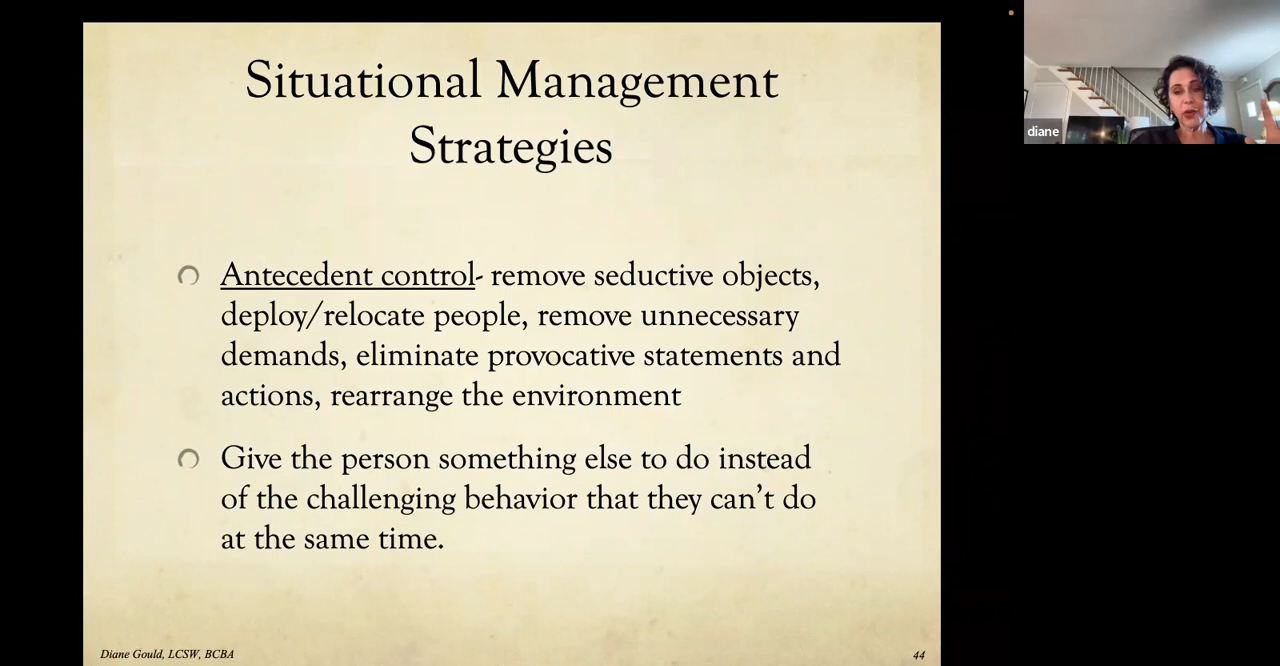 Situational Management
Strategies
Antecedent control- remove seductive objects,
deploy/relocate people, remove unnecessary
demands, eliminate provocative statements and
actions, rearrange the environment
Give the person something else to do instead
of the challenging behavior that they can’t do
at the same time.
Diane Gould, LCSW, BCBA
44
diane